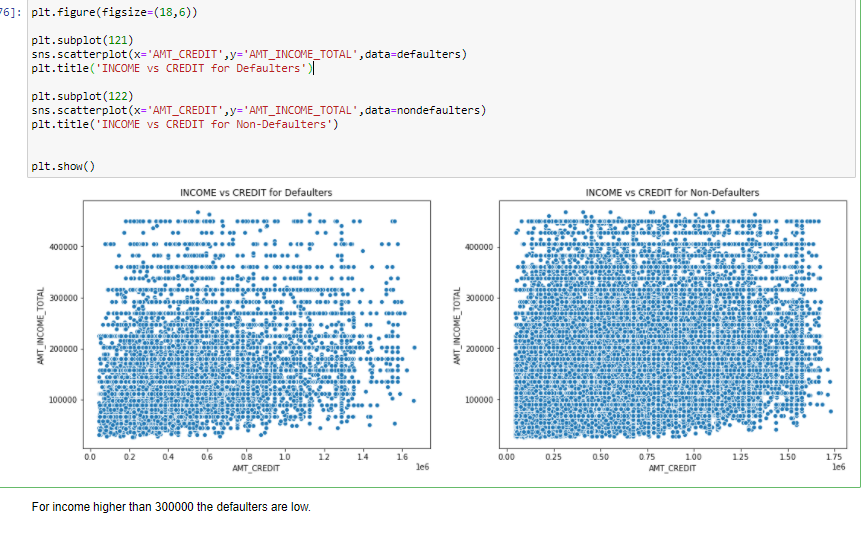 76]: plt.figure(figsize=(18,6))
plt.subplot(121)
sns.scatterplot(x='AMT_CREDIT',y='AMT_INCOME_TOTAL',data=defaulters)
plt.title('INCOME vs CREDIT for Defaulters')
plt.subplot(122)
sns.scatterplot(x='AMT_CREDIT',y='AMT_INCOME_TOTAL',data=nondefaulters)
plt.title('INCOME vs CREDIT for Non-Defaulters')
plt.show()
INCOME vs CREDIT for Defaulters
400000
300000
200000
100000
AMT_INCOME_TOTAL
0.0 0.2 0.4 0.6 0.8 1.0 1.2 1.4 1.6
1e6
AMT_CREDIT
INCOME vs CREDIT for Non-Defaulters
400000
300000
200000
100000
AMT_INCOME_TOTAL
0.00 0.25 0.50 0.75 1.00 1.25 1.50 1.75
1e6
AMT_CREDIT
For income higher than 300000 the defaulters are low.